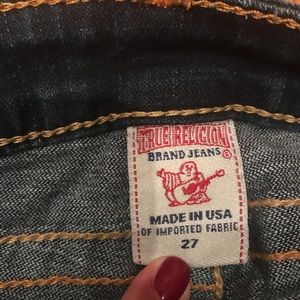 TRUE RELIGION
BRAND JEANS ®
MADE IN USA
OF IMPORTED FABRIC
27